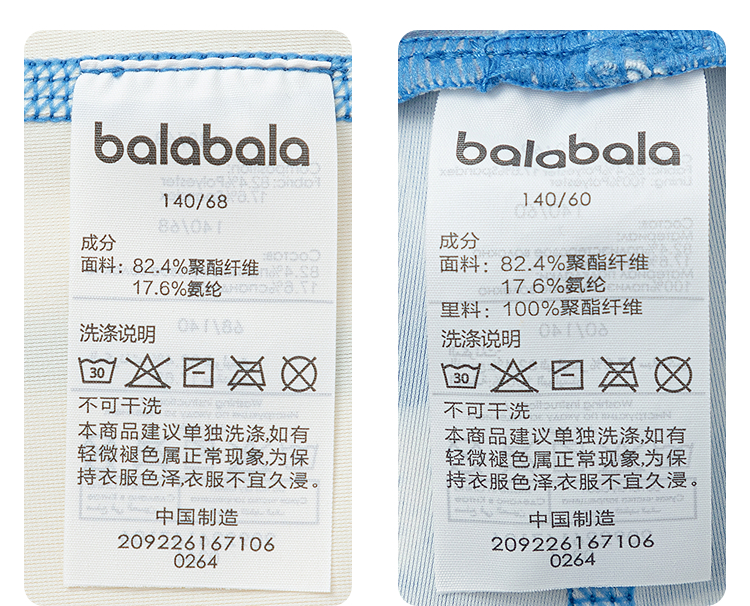 balabala
140/68
成分
面料：82.4%聚酯纤维
17.6%氨纶
洗涤说明
30
不可干洗
本商品建议单独洗涤,如有
轻微褪色属正常现象,为保
持衣服色泽,衣服不宜久浸。
中国制造
209226167106
0264
balabala
140/60
成分
面料：82.4%聚酯纤维
17.6%氨纶
里料：100%聚酯纤维
洗涤说明
30
不可干洗
本商品建议单独洗涤,如有
轻微褪色属正常现象,为保
持衣服色泽,衣服不宜久浸。
中国制造
209226167106
0264